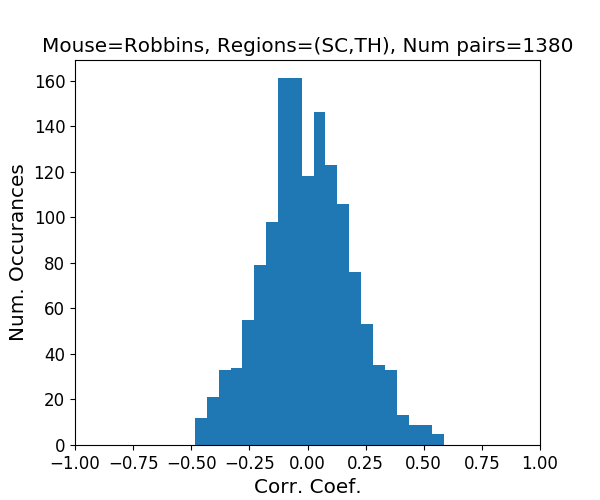 Mouse=Robbins, Regions=(SC,TH), Num pairs=1380
160
140
120
100
80
60
40
20
0
Num. Occurances
−1.00 −0.75 −0.50 −0.25 0.00 0.25 0.50 0.75 1.00
Corr. Coef.